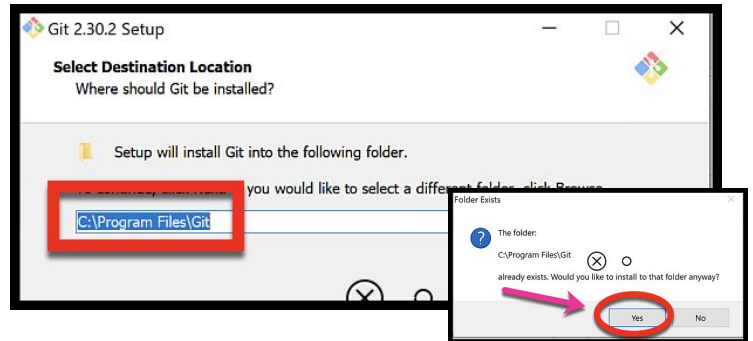 Git 2.30.2 Setup
Select Destination Location
Where should Git be installed?
Setup will install Git into the following folder.
you would like to select a different folder, click Browse
C:\Program Files\Git
Folder Exists
The folder:
C:\Program Files\Git
already exists. Would you like to install to that folder anyway?
Yes
No